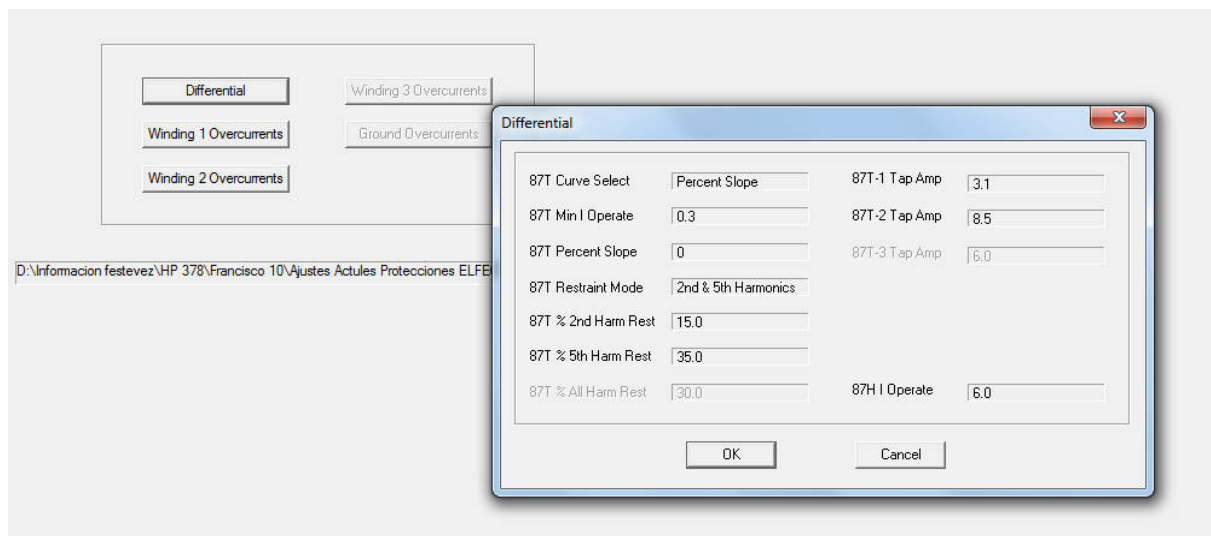 Differential
Winding 3 Overcurrents
Winding 1 Overcurrents
Ground Overcurrents
Winding 2 Overcurrents
D:\Informacion festevez\HP 378\Francisco 10\Ajustes Actules Protecciones ELFE
Differential
87T Curve Select Percent Slope 87T-1 Tap Amp 3.1
87T Min I Operate 0.3 87T-2 Tap Amp 8.5
87T Percent Slope 0 87T-3 Tap Amp 6.0
87T Restraint Mode 2nd & 5th Harmonics
87T % 2nd Harm Rest 15.0
87T % 5th Harm Rest 35.0
87T % All Harm Rest 30.0 87H I Operate 6.0
OK Cancel